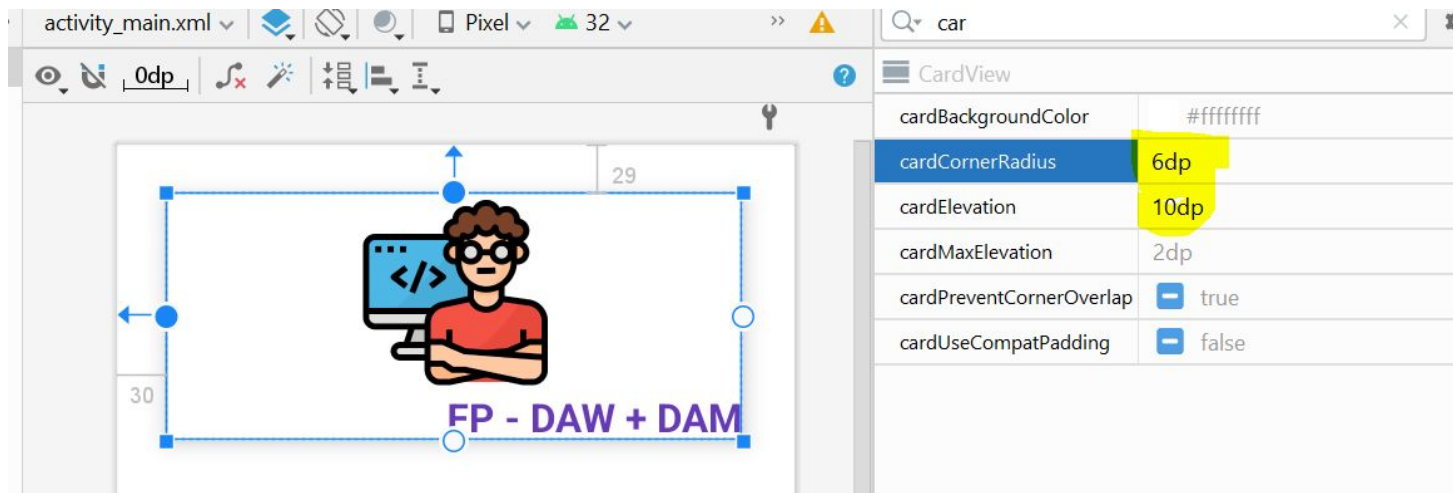 activity_main.xml Pixel 32 »
car
0dp
CardView
cardBackgroundColor #ffffffff
cardCornerRadius 6dp
cardElevation 10dp
cardMaxElevation 2dp
cardPreventCornerOverlap true
cardUseCompatPadding false
29
</>
30
FP - DAW + DAM